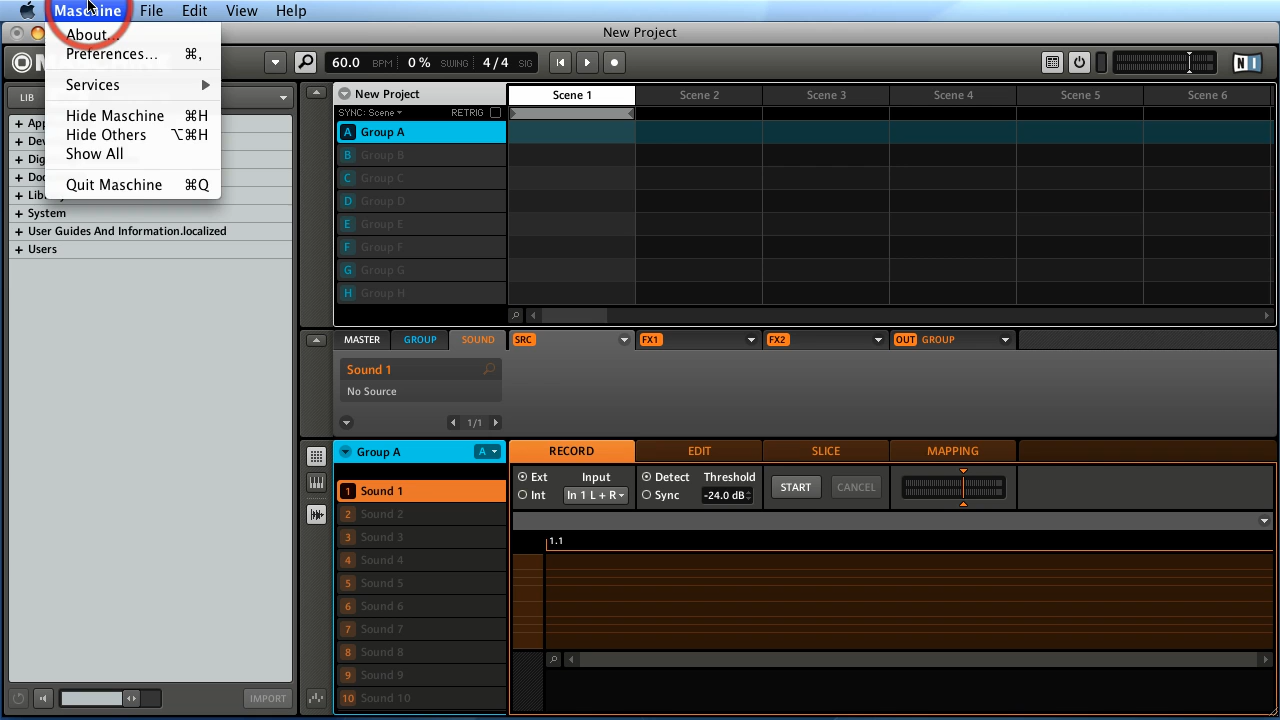 Maschine File Edit View Help
New Project
About...
Preferences... ⌘,
Services
Hide Maschine ⌘H
Hide Others ⌥⌘H
Show All
Quit Maschine ⌘Q
60.0 BPM 0 % SWING 4 / 4 SIG
LIB
System
User Guides And Information.localized
Users
IMPORT
New Project Scene 1 Scene 2 Scene 3 Scene 4 Scene 5 Scene 6
SYNC: Scene RETRIG
A Group A
B Group B
C Group C
D Group D
E Group E
F Group F
G Group G
H Group H
MASTER GROUP SOUND SRC FX1 FX2 OUT GROUP
Sound 1
No Source
1/1
Group A A RECORD EDIT SLICE MAPPING
Ext Input Detect Threshold
Int In 1 L + R Sync -24.0 dB START CANCEL
1.1
1 Sound 1
2 Sound 2
3 Sound 3
4 Sound 4
5 Sound 5
6 Sound 6
7 Sound 7
8 Sound 8
9 Sound 9
10 Sound 10